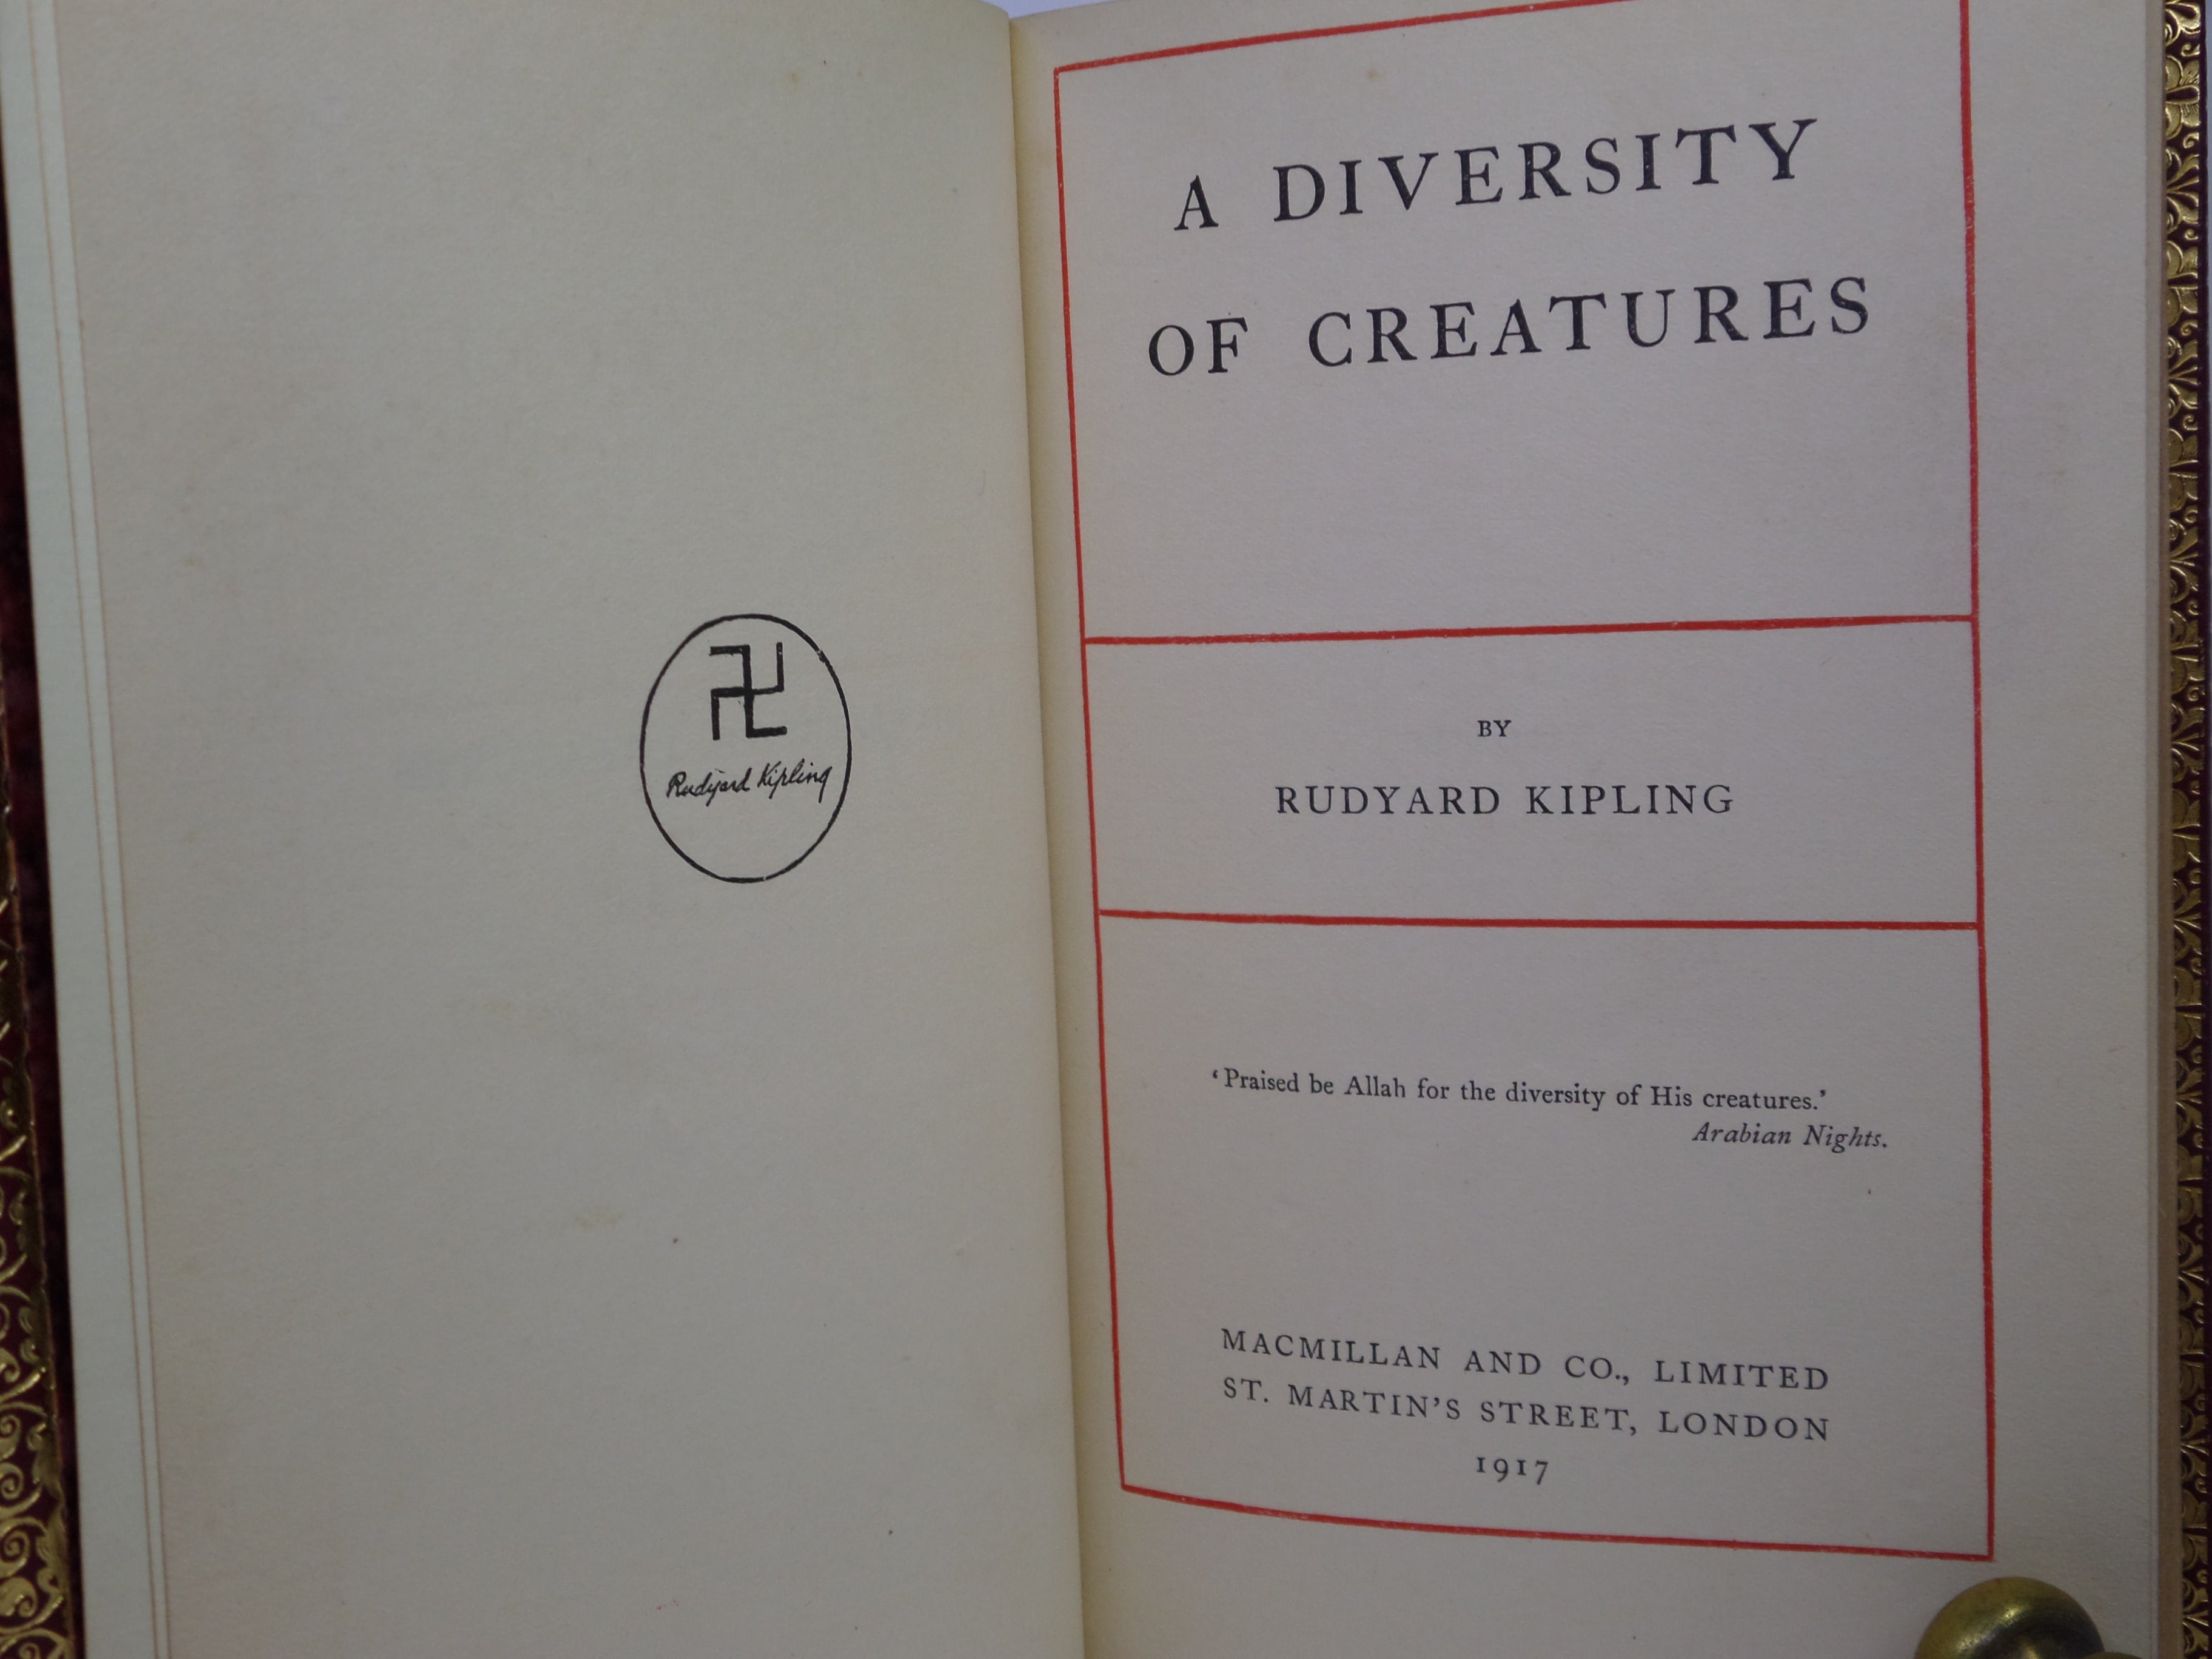 Rudyard Kipling
A DIVERSITY
OF CREATURES
BY
RUDYARD KIPLING
‘Praised be Allah for the diversity of His creatures.’
Arabian Nights.
MACMILLAN AND CO., LIMITED
ST. MARTIN’S STREET, LONDON
1917